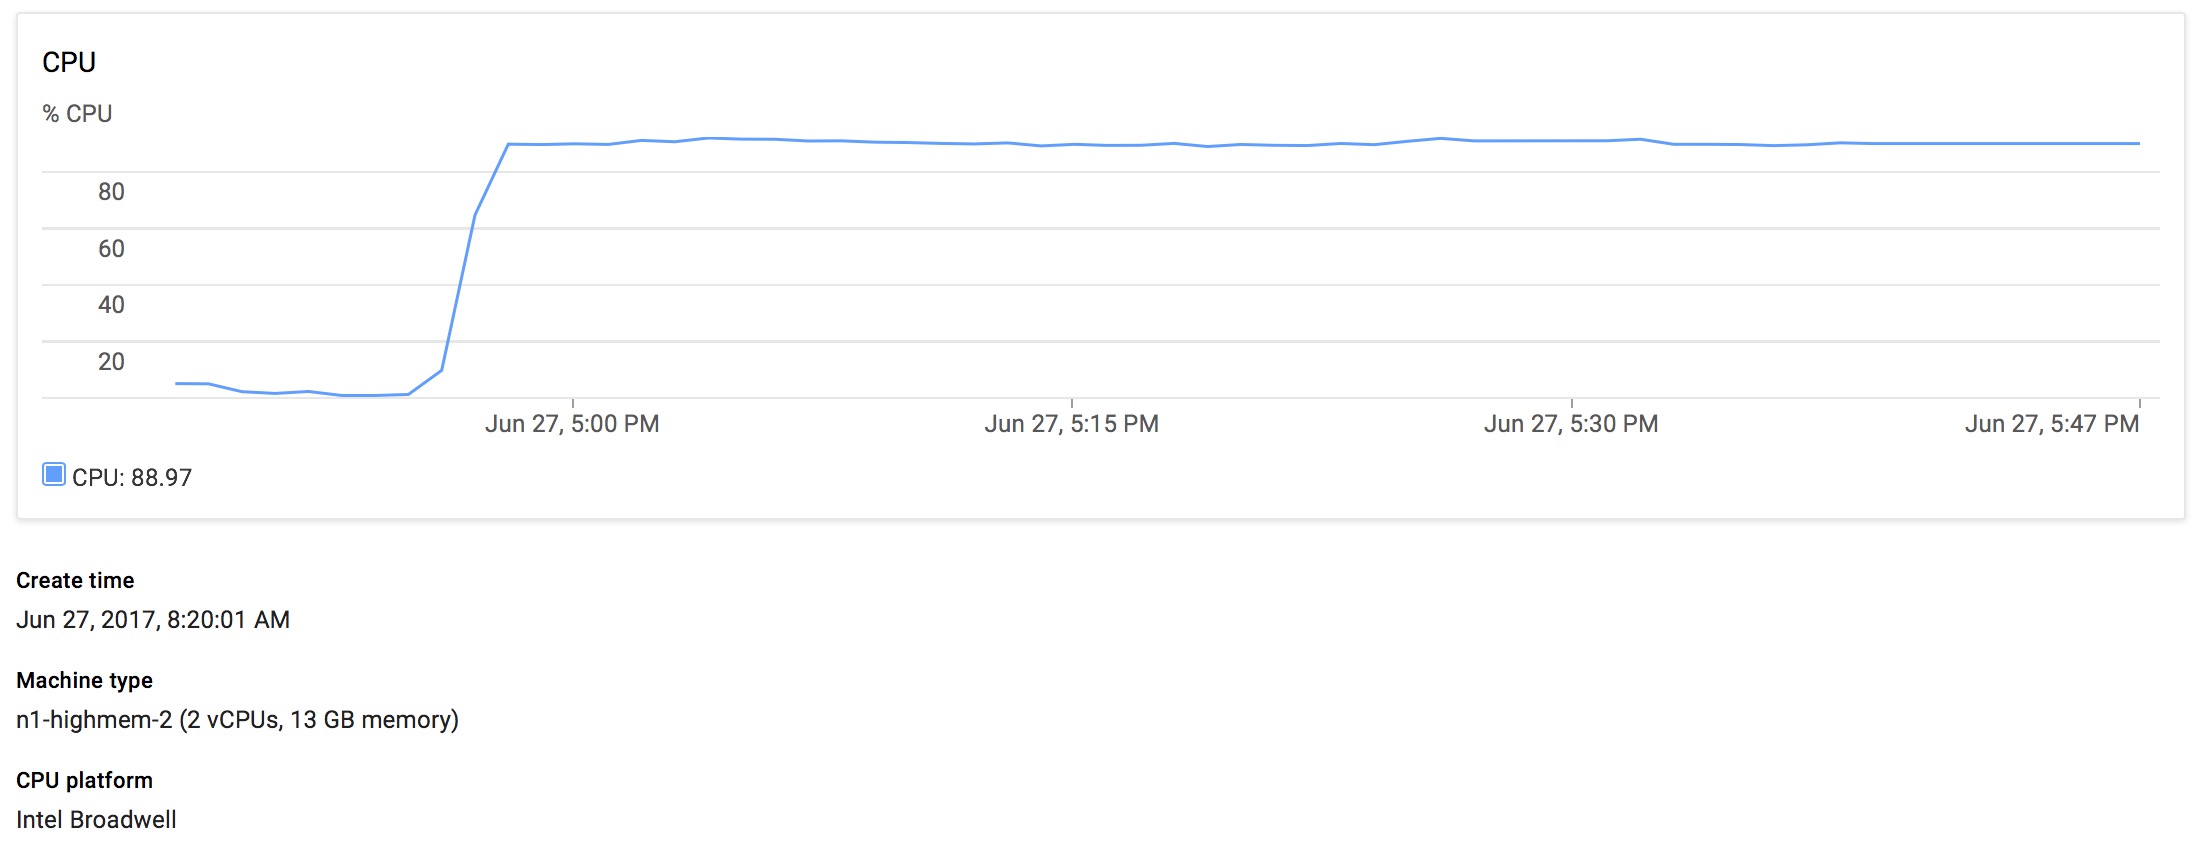 CPU
% CPU
80
60
40
20
Jun 27, 5:00 PM Jun 27, 5:15 PM Jun 27, 5:30 PM Jun 27, 5:47 PM
CPU: 88.97
Create time
Jun 27, 2017, 8:20:01 AM
Machine type
n1-highmem-2 (2 vCPUs, 13 GB memory)
CPU platform
Intel Broadwell